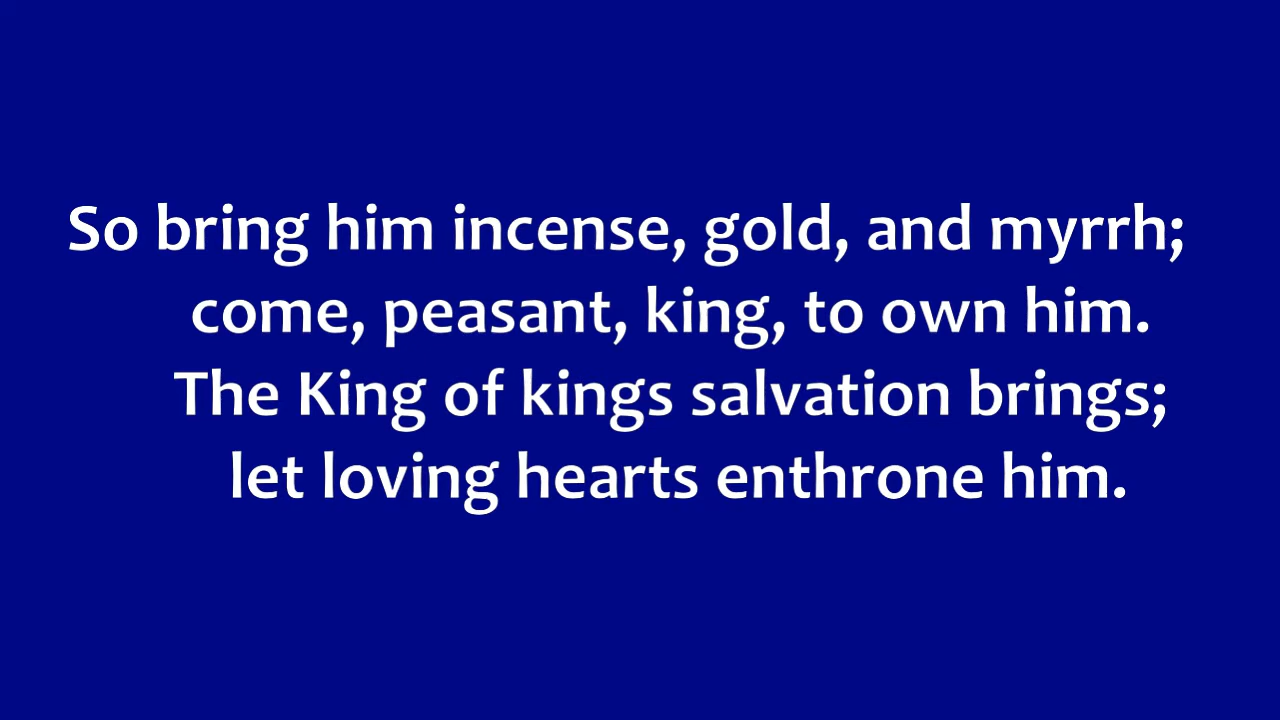 So bring him incense, gold, and myrrh;
come, peasant, king, to own him.
The King of kings salvation brings;
let loving hearts enthrone him.